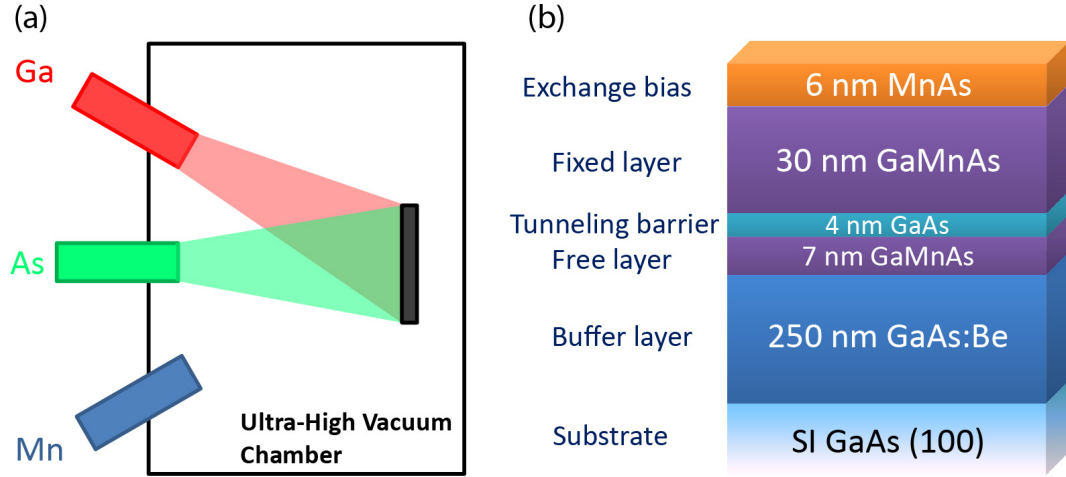 (a)
Ga
As
Mn
Ultra-High Vacuum
Chamber
(b)
Exchange bias
6 nm MnAs
Fixed layer
30 nm GaMnAs
Tunneling barrier
4 nm GaAs
Free layer
7 nm GaMnAs
Buffer layer
250 nm GaAs:Be
Substrate
SI GaAs (100)